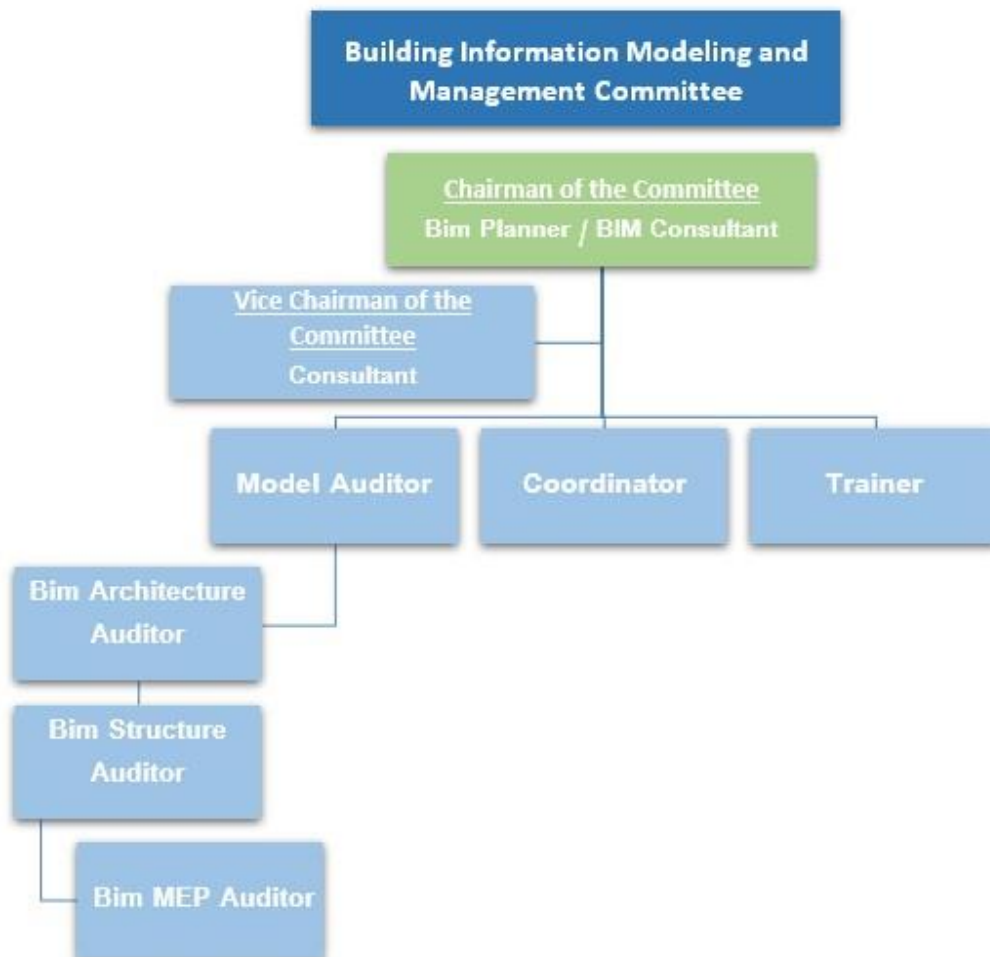 Building Information Modeling and
Management Committee
Chairman of the Committee
Bim Planner / BIM Consultant
Vice Chairman of the
Committee
Consultant
Model Auditor
Coordinator
Trainer
Bim Architecture
Auditor
Bim Structure
Auditor
Bim MEP Auditor